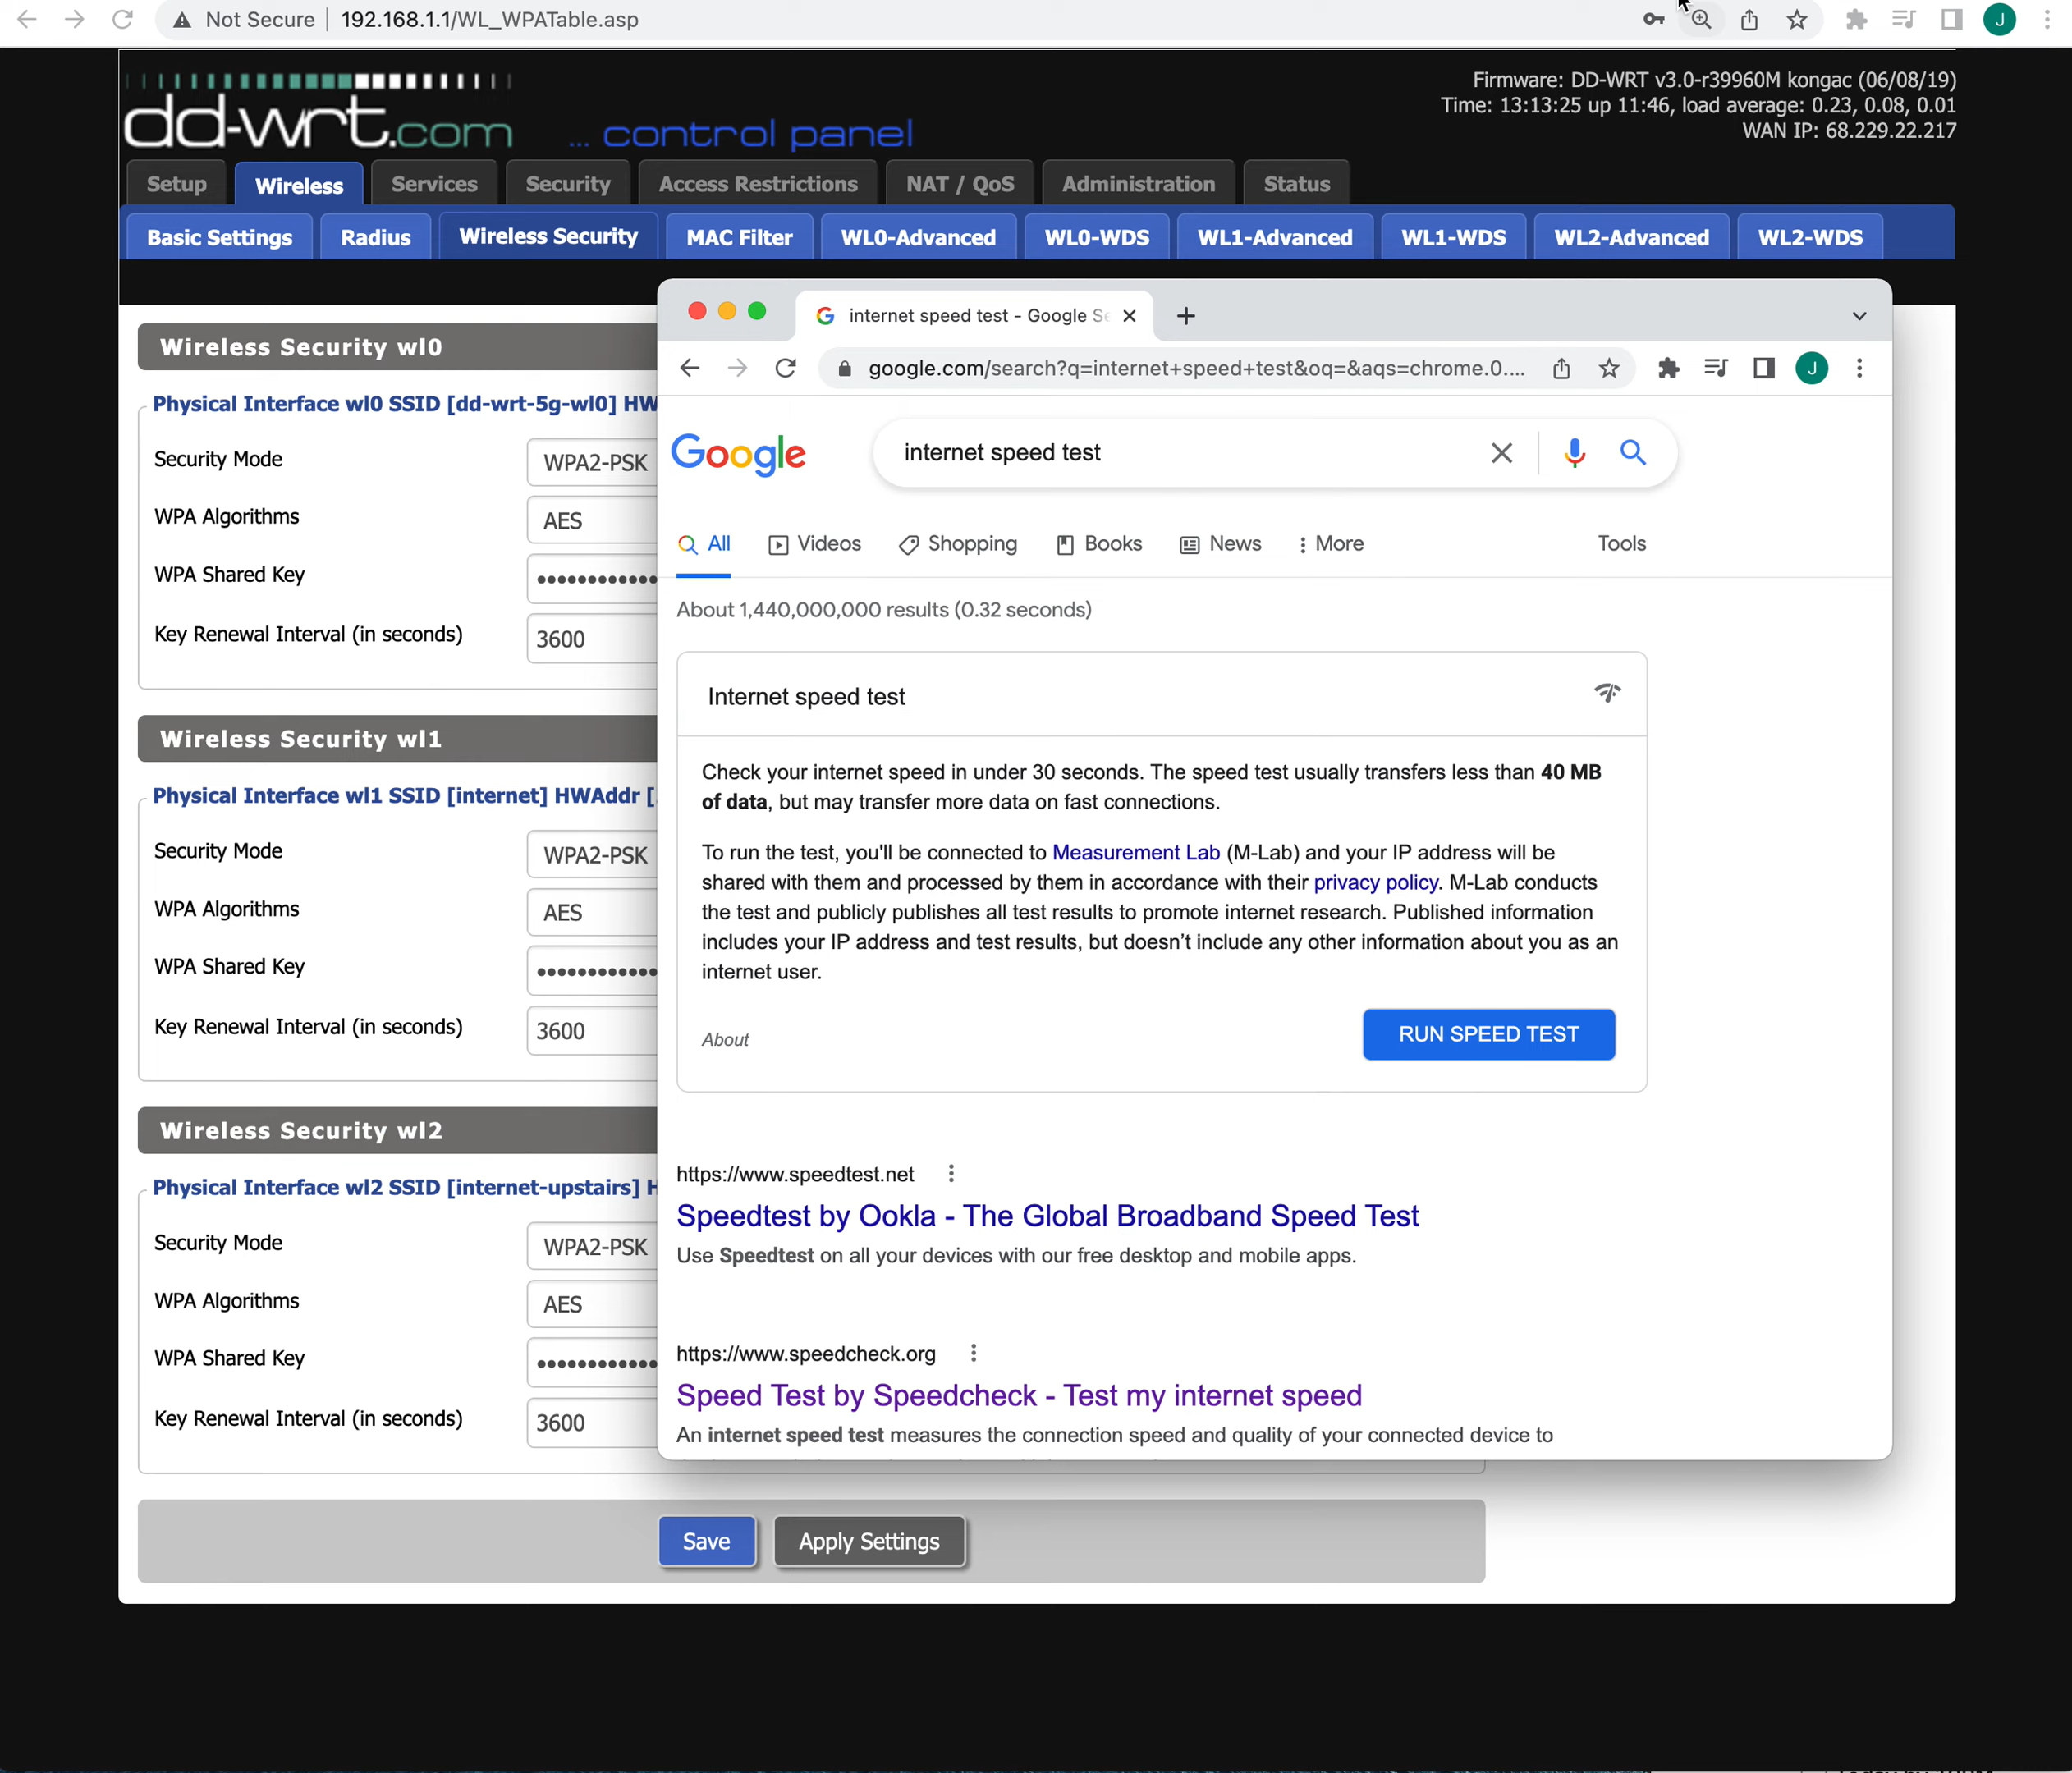 Not Secure | 192.168.1.1/WL_WPATable.asp
J
dd-wrt.com ... control panel
Firmware: DD-WRT v3.0-r39960M kongac (06/08/19)
Time: 13:13:25 up 11:46, load average: 0.23, 0.08, 0.01
WAN IP: 68.229.22.217
Setup Wireless Services Security Access Restrictions NAT / QoS Administration Status
Basic Settings Radius Wireless Security MAC Filter WL0-Advanced WL0-WDS WL1-Advanced WL1-WDS WL2-Advanced WL2-WDS
Wireless Security wl0
Physical Interface wl0 SSID [dd-wrt-5g-wl0] HW
Security Mode WPA2-PSK
WPA Algorithms AES
WPA Shared Key ••••••••••••
Key Renewal Interval (in seconds) 3600
Wireless Security wl1
Physical Interface wl1 SSID [internet] HWAddr [
Security Mode WPA2-PSK
WPA Algorithms AES
WPA Shared Key ••••••••••••
Key Renewal Interval (in seconds) 3600
Wireless Security wl2
Physical Interface wl2 SSID [internet-upstairs] H
Security Mode WPA2-PSK
WPA Algorithms AES
WPA Shared Key ••••••••••••
Key Renewal Interval (in seconds) 3600
Save Apply Settings
internet speed test - Google Se
google.com/search?q=internet+speed+test&oq=&aqs=chrome.0....
J
Google
internet speed test
All Videos Shopping Books News More Tools
About 1,440,000,000 results (0.32 seconds)
Internet speed test
Check your internet speed in under 30 seconds. The speed test usually transfers less than 40 MB
of data, but may transfer more data on fast connections.
To run the test, you'll be connected to Measurement Lab (M-Lab) and your IP address will be
shared with them and processed by them in accordance with their privacy policy. M-Lab conducts
the test and publicly publishes all test results to promote internet research. Published information
includes your IP address and test results, but doesn’t include any other information about you as an
internet user.
About
RUN SPEED TEST
https://www.speedtest.net
Speedtest by Ookla - The Global Broadband Speed Test
Use Speedtest on all your devices with our free desktop and mobile apps.
https://www.speedcheck.org
Speed Test by Speedcheck - Test my internet speed
An internet speed test measures the connection speed and quality of your connected device to